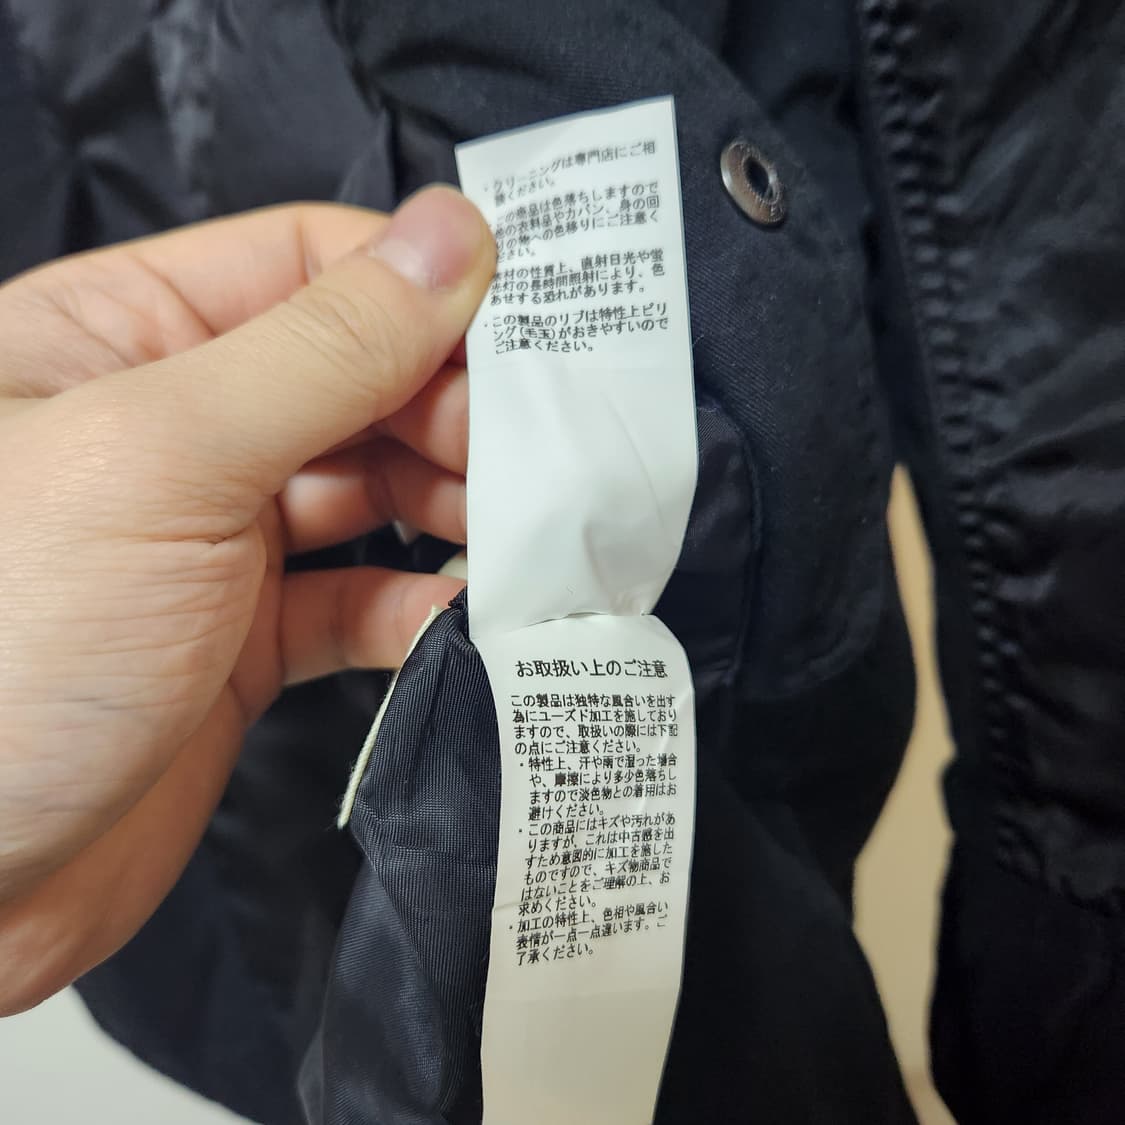 ・クリーニングは専門店にご相
談ください。
この商品は色落ちしますので
の衣料品やカバン、身の回
りの物への色移りにご注意く
ださい。
素材の性質上、直射日光や蛍
光灯の長時間照射により、色
あせする恐れがあります。
・この製品のリブは特性上ピリ
ング(毛玉)がおきやすいので
ご注意ください。
お取扱い上のご注意
この製品は独特な風合いを出す
為にユーズド加工を施しており
ますので、取扱いの際には下記
の点にご注意ください。
・特性上、汗や雨で湿った場合
や、摩擦により多少色落ちし
ますので淡色物との着用はお
避けください。
・この商品にはキズや汚れがあ
りますが、これは中古感を出
すため意図的に加工を施した
ものですので、キズ物商品で
はないことをご理解の上、お
求めください。
・加工の特性上、色相や風合い
表情が一点一点違います。ご
了承ください。